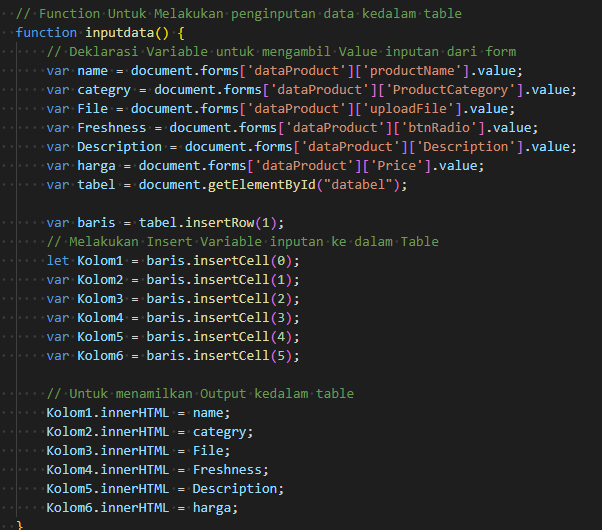 // Function Untuk Melakukan penginputan data kedalam table
function inputdata() {
// Deklarasi Variable untuk mengambil Value inputan dari form
var name = document.forms['dataProduct']['productName'].value;
var categry = document.forms['dataProduct']['ProductCategory'].value;
var File = document.forms['dataProduct']['uploadFile'].value;
var Freshness = document.forms['dataProduct']['btnRadio'].value;
var Description = document.forms['dataProduct']['Description'].value;
var harga = document.forms['dataProduct']['Price'].value;
var tabel = document.getElementById("databel");
var baris = tabel.insertRow(1);
// Melakukan Insert Variable inputan ke dalam Table
let Kolom1 = baris.insertCell(0);
var Kolom2 = baris.insertCell(1);
var Kolom3 = baris.insertCell(2);
var Kolom4 = baris.insertCell(3);
var Kolom5 = baris.insertCell(4);
var Kolom6 = baris.insertCell(5);
// Untuk menamilkan Output kedalam table
Kolom1.innerHTML = name;
Kolom2.innerHTML = categry;
Kolom3.innerHTML = File;
Kolom4.innerHTML = Freshness;
Kolom5.innerHTML = Description;
Kolom6.innerHTML = harga;
}